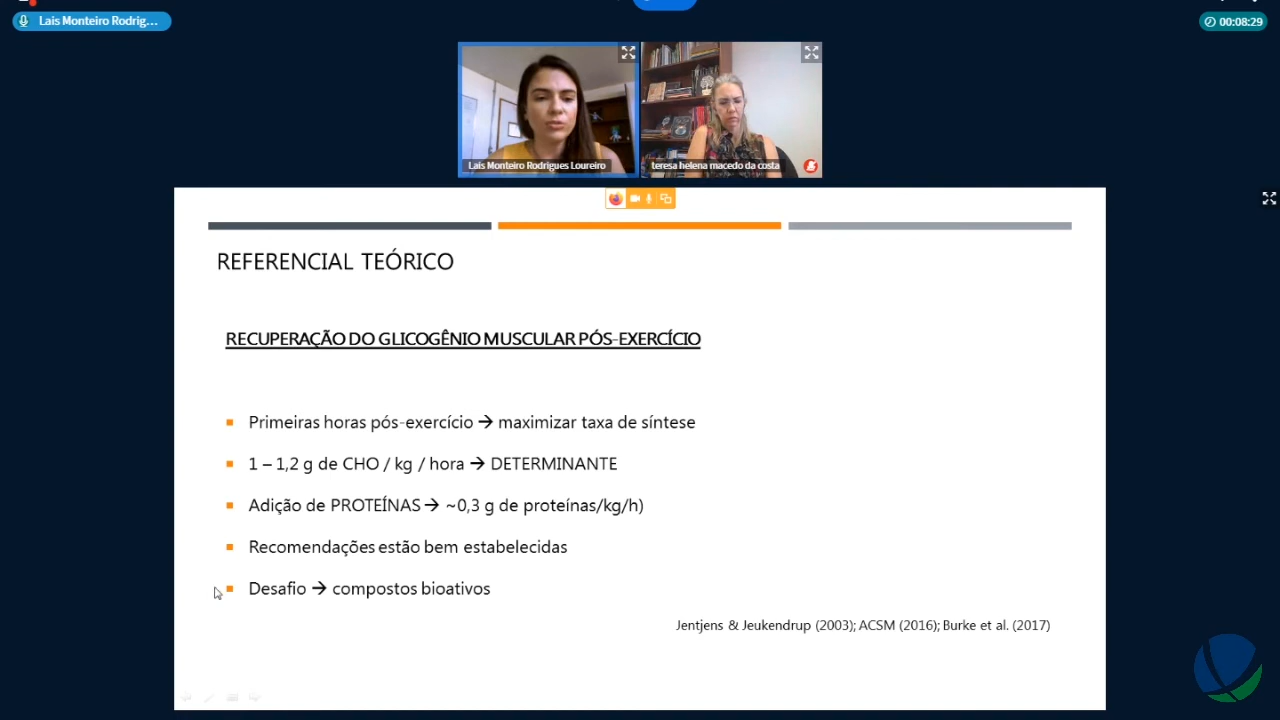 Lais Monteiro Rodrig...
00:08:29
Lais Monteiro Rodrigues Loureiro
teresa helena macedo da costa
REFERENCIAL TEÓRICO
RECUPERAÇÃO DO GLICOGÊNIO MUSCULAR PÓS-EXERCÍCIO
Primeiras horas pós-exercício → maximizar taxa de síntese
1 – 1,2 g de CHO / kg / hora → DETERMINANTE
Adição de PROTEÍNAS → ~0,3 g de proteínas/kg/h)
Recomendações estão bem estabelecidas
Desafio → compostos bioativos
Jentjens & Jeukendrup (2003); ACSM (2016); Burke et al. (2017)